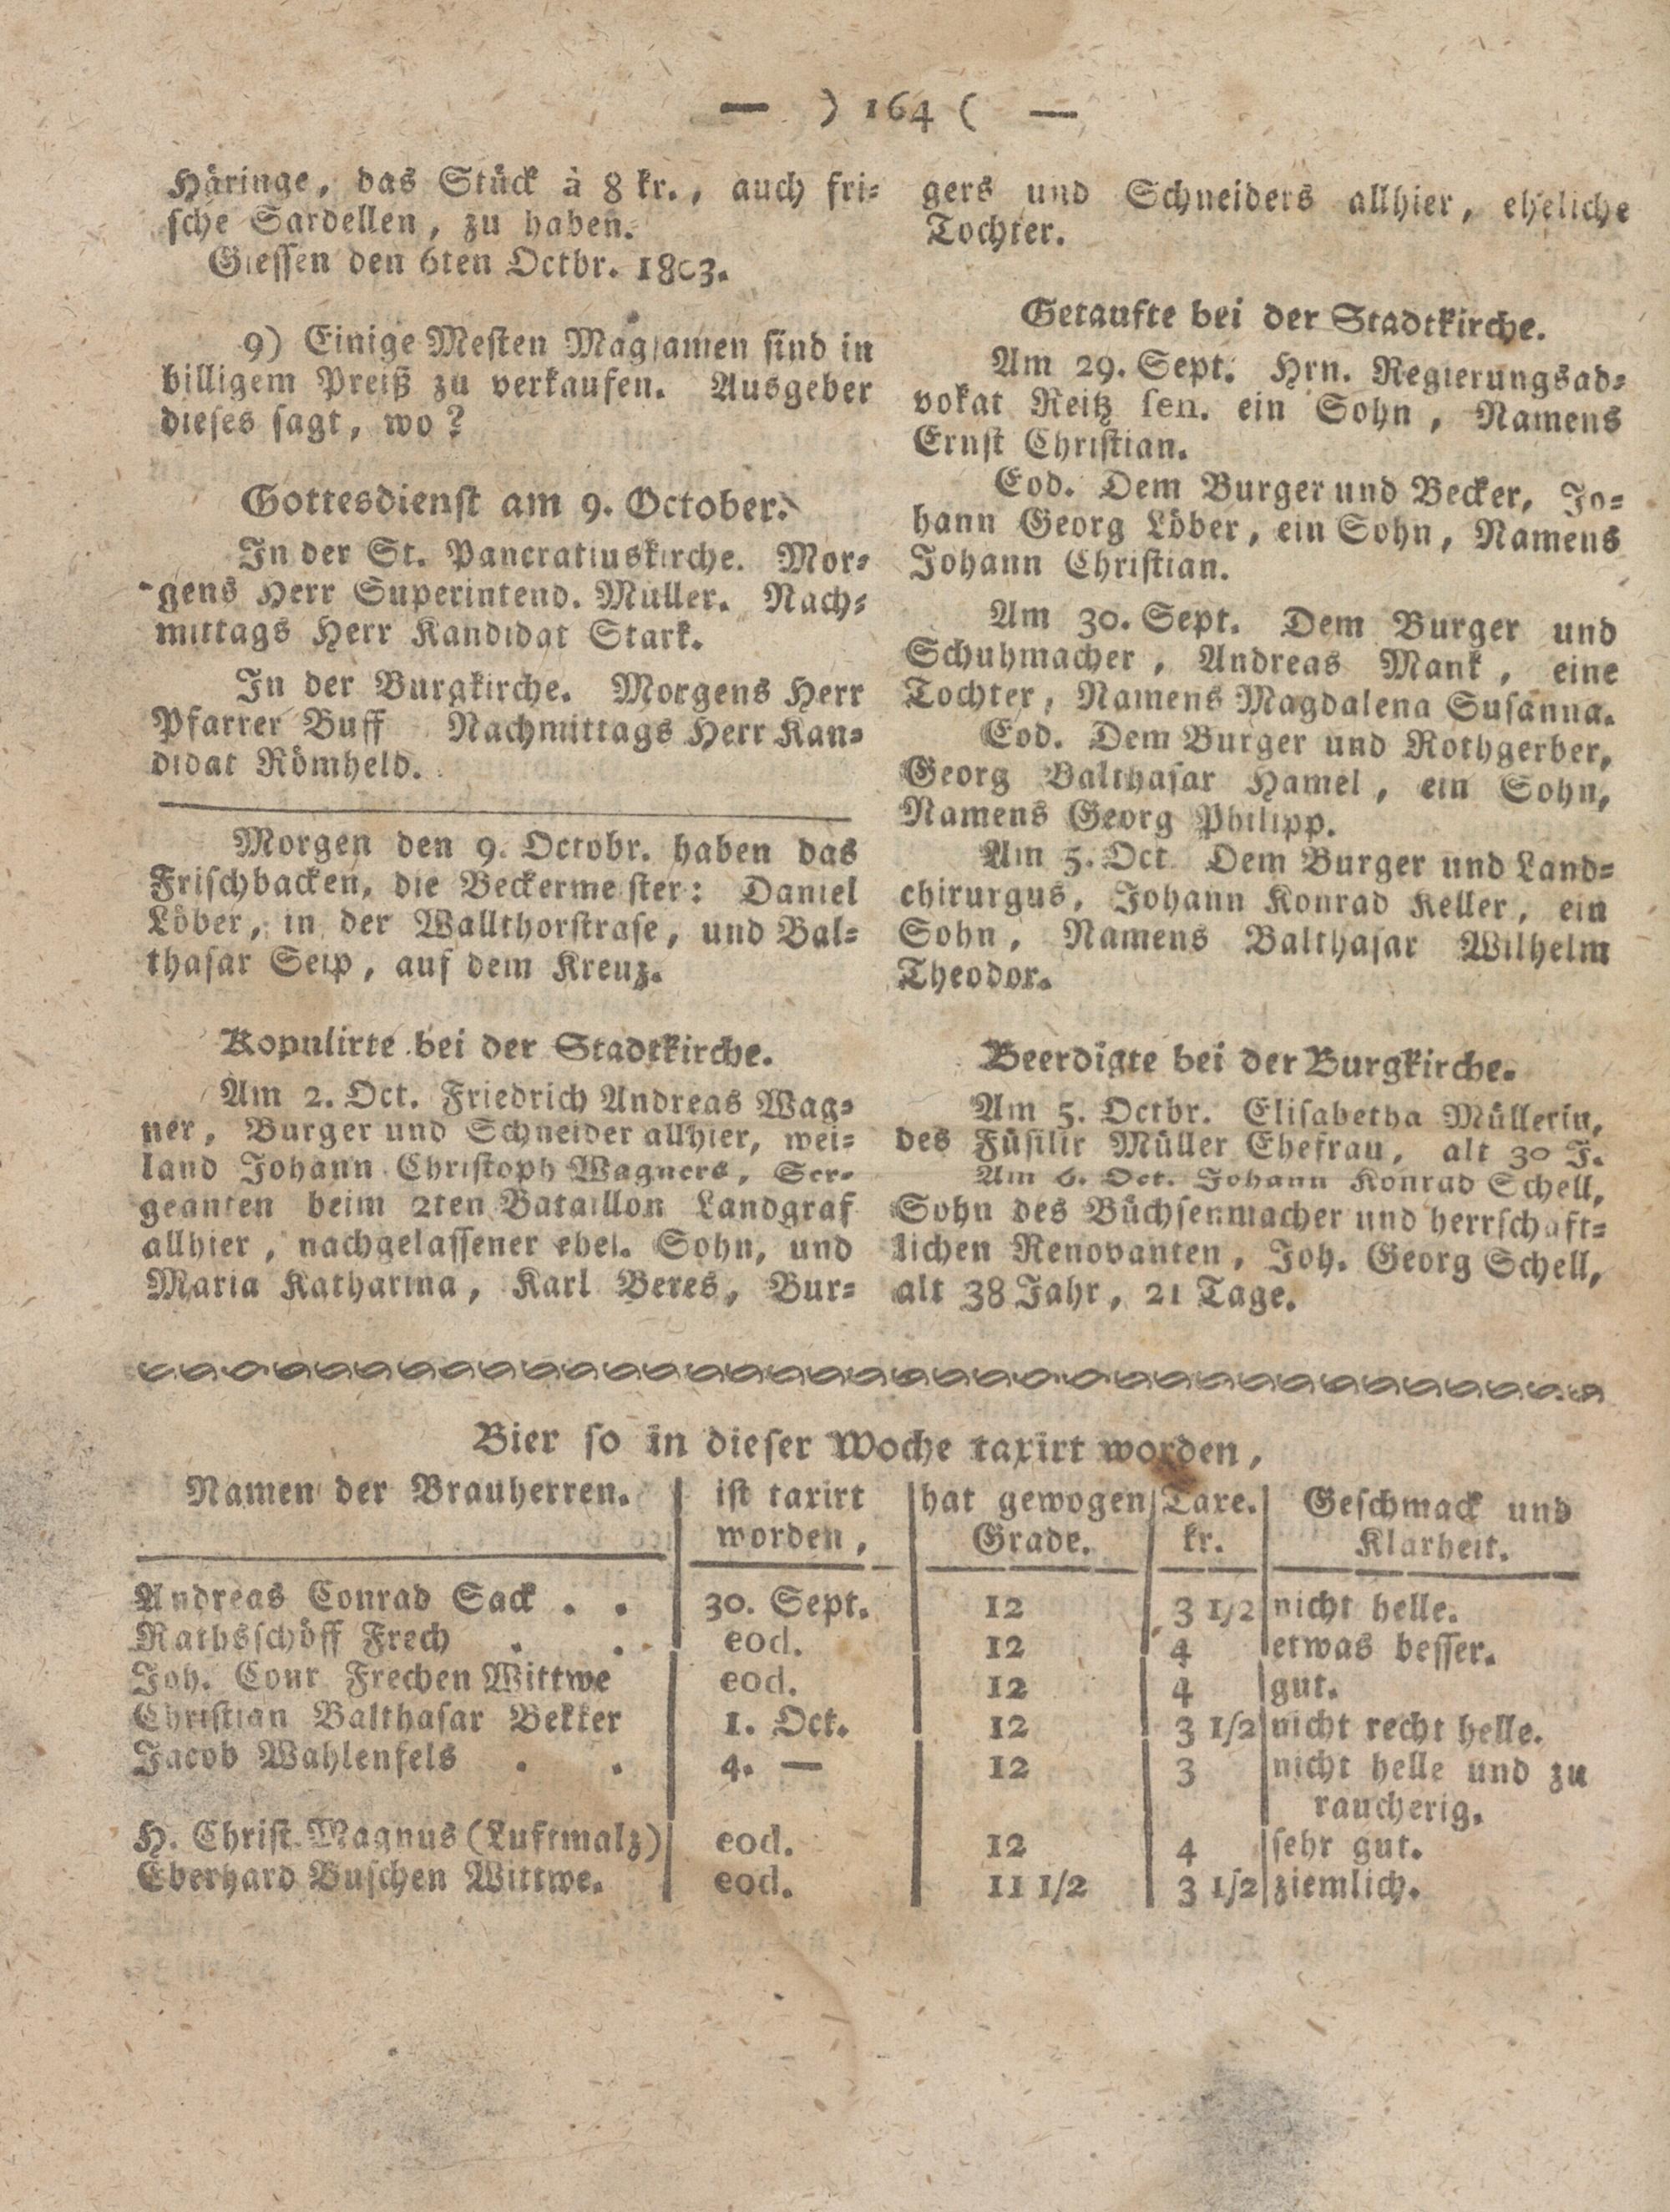 — ) 164 ( —
Häringe, das Stück à 8 kr., auch fri-
sche Sardellen, zu haben.
Giessen den 6ten Octbr. 1803.
9) Einige Mesten Magsamen sind in
billigem Preiß zu verkaufen. Ausgeber
dieses sagt, wo?
Gottesdienst am 9. October.
In der St. Pancratiuskirche. Mor-
gens Herr Superintend. Müller. Nach-
mittags Herr Kandidat Stark.
In der Burgkirche. Morgens Herr
Pfarrer Buff Nachmittags Herr Kan-
didat Römheld.
Morgen den 9. Octobr. haben das
Frischbacken, die Beckermeister: Daniel
Löber, in der Wallthorstrase, und Bal-
thasar Seip, auf dem Kreuz.
Kopulirte bei der Stadtkirche.
Am 2. Oct. Friedrich Andreas Wag-
ner, Burger und Schneider allhier, wei-
land Johann Christoph Wagners, Ser-
geanten beim 2ten Bataillon Landgraf
allhier, nachgelassener ehel. Sohn, und
Maria Katharina, Karl Beres, Bur-
gers und Schneiders allhier, eheliche
Tochter.
Getaufte bei der Stadtkirche.
Am 29. Sept. Hrn. Regierungsad-
vokat Reitz sen. ein Sohn, Namens
Ernst Christian.
Eod. Dem Burger und Becker, Jo-
hann Georg Löber, ein Sohn, Namens
Johann Christian.
Am 30. Sept. Dem Burger und
Schuhmacher, Andreas Mank, eine
Tochter, Namens Magdalena Susanna.
Eod. Dem Burger und Rothgerber,
Georg Balthasar Hamel, ein Sohn,
Namens Georg Philipp.
Am 5. Oct Dem Burger und Land-
chirurgus, Johann Konrad Keller, ein
Sohn, Namens Balthasar Wilhelm
Theodor.
Beerdigte bei der Burgkirche.
Am 5. Octbr. Elisabetha Müllerin,
des Füsilir Müller Ehefrau, alt 30 J.
Am 6. Oct. Johann Konrad Schell,
Sohn des Büchsenmacher und herrschaft-
lichen Renovanten, Joh. Georg Schell,
alt 38 Jahr, 21 Tage.
Bier so in dieser Woche taxirt worden,
Namen der Brauherren. ist taxirt worden, hat gewogen Grade. Taxe. kr. Geschmack und Klarheit.
Andreas Conrad Sack . . 30. Sept. 12 3 1/2 nicht helle.
Rathsschöff Frech . . eod. 12 4 etwas besser.
Joh. Conr Frechen Wittwe eod. 12 4 gut.
Christian Balthasar Bekker 1. Oct. 12 3 1/2 nicht recht helle.
Jacob Wahlenfels . . 4. — 12 3 nicht helle und zu
raucherig.
H. Christ. Magnus (Luftmalz) eod. 12 4 sehr gut.
Eberhard Buschen Wittwe. eod. 11 1/2 3 1/2 ziemlich.